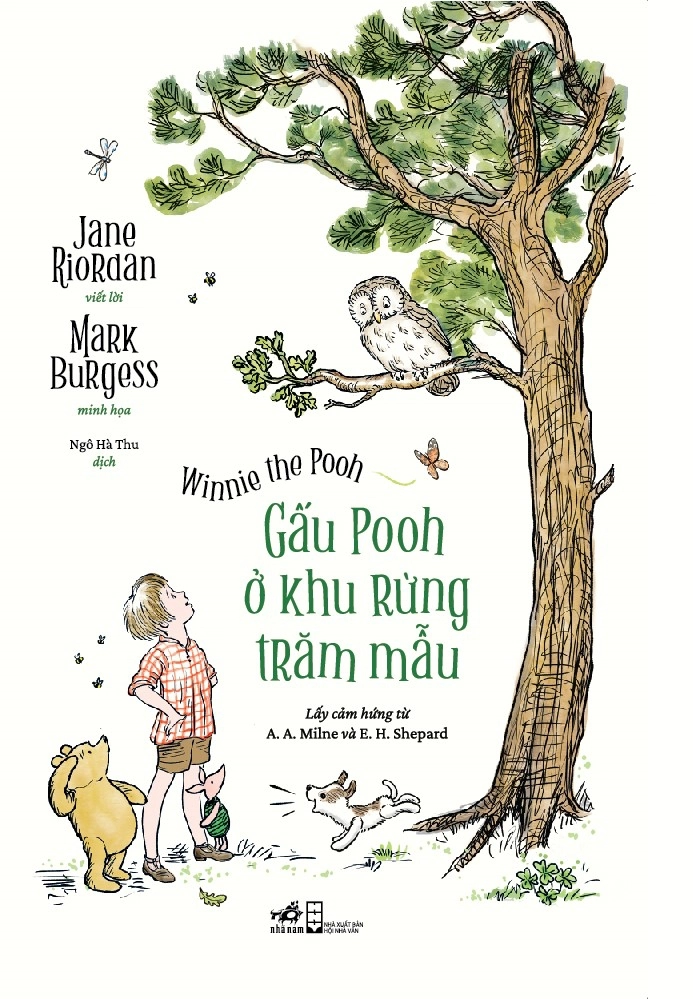 Jane
Riordan
viết lời
Mark
Burgess
minh họa
Ngô Hà Thu
dịch
Winnie the Pooh
Gấu Pooh
ở khu rừng
trăm mẫu
Lấy cảm hứng từ
A. A. Milne và E. H. Shepard
nhã nam
NHÀ XUẤT BẢN
HỘI NHÀ VĂN